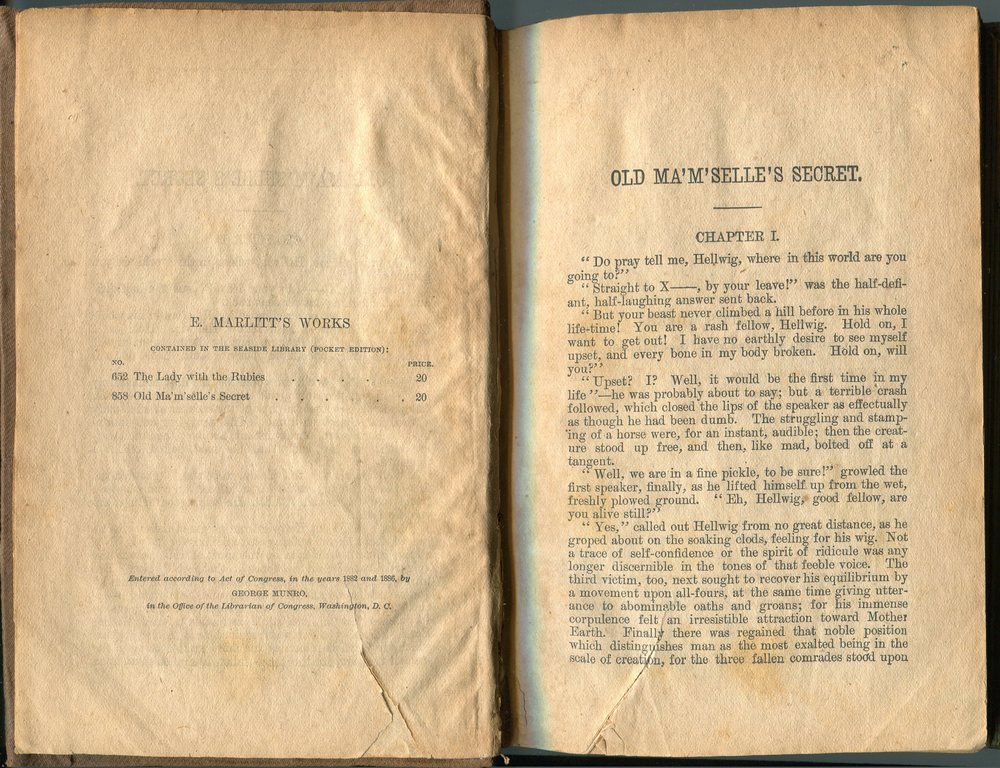 E. MARLITT'S WORKS
CONTAINED IN THE SEASIDE LIBRARY (POCKET EDITION):
NO. PRICE.
652 The Lady with the Rubies . . . . . 20
858 Old Ma'm'selle's Secret . . . . . 20
Entered according to Act of Congress, in the years 1882 and 1886, by
GEORGE MUNRO,
in the Office of the Librarian of Congress, Washington, D. C.
OLD MA'M'SELLE'S SECRET.
CHAPTER I.
“ Do pray tell me, Hellwig, where in this world are you
going to?”
“ Straight to X——, by your leave!” was the half-defi-
ant, half-laughing answer sent back.
“ But your beast never climbed a hill before in his whole
life-time! You are a rash fellow, Hellwig. Hold on, I
want to get out! I have no earthly desire to see myself
upset, and every bone in my body broken. Hold on, will
you?”
“ Upset? I? Well, it would be the first time in my
life ”—he was probably about to say; but a terrible crash
followed, which closed the lips of the speaker as effectually
as though he had been dumb. The struggling and stamp-
ing of a horse were, for an instant, audible; then the creat-
ure stood up free, and then, like mad, bolted off at a
tangent.
“ Well, we are in a fine pickle, to be sure!” growled the
first speaker, finally, as he lifted himself up from the wet,
freshly plowed ground. “ Eh, Hellwig, good fellow, are
you alive still?”
“ Yes,” called out Hellwig from no great distance, as he
groped about on the soaking clods, feeling for his wig. Not
a trace of self-confidence or the spirit of ridicule was any
longer discernible in the tones of that feeble voice. The
third victim, too, next sought to recover his equilibrium by
a movement upon all-fours, at the same time giving utter-
ance to abominable oaths and groans; for his immense
corpulence felt an irresistible attraction toward Mother
Earth. Finally there was regained that noble position
which distinguishes man as the most exalted being in the
scale of creation, for the three fallen comrades stood upon